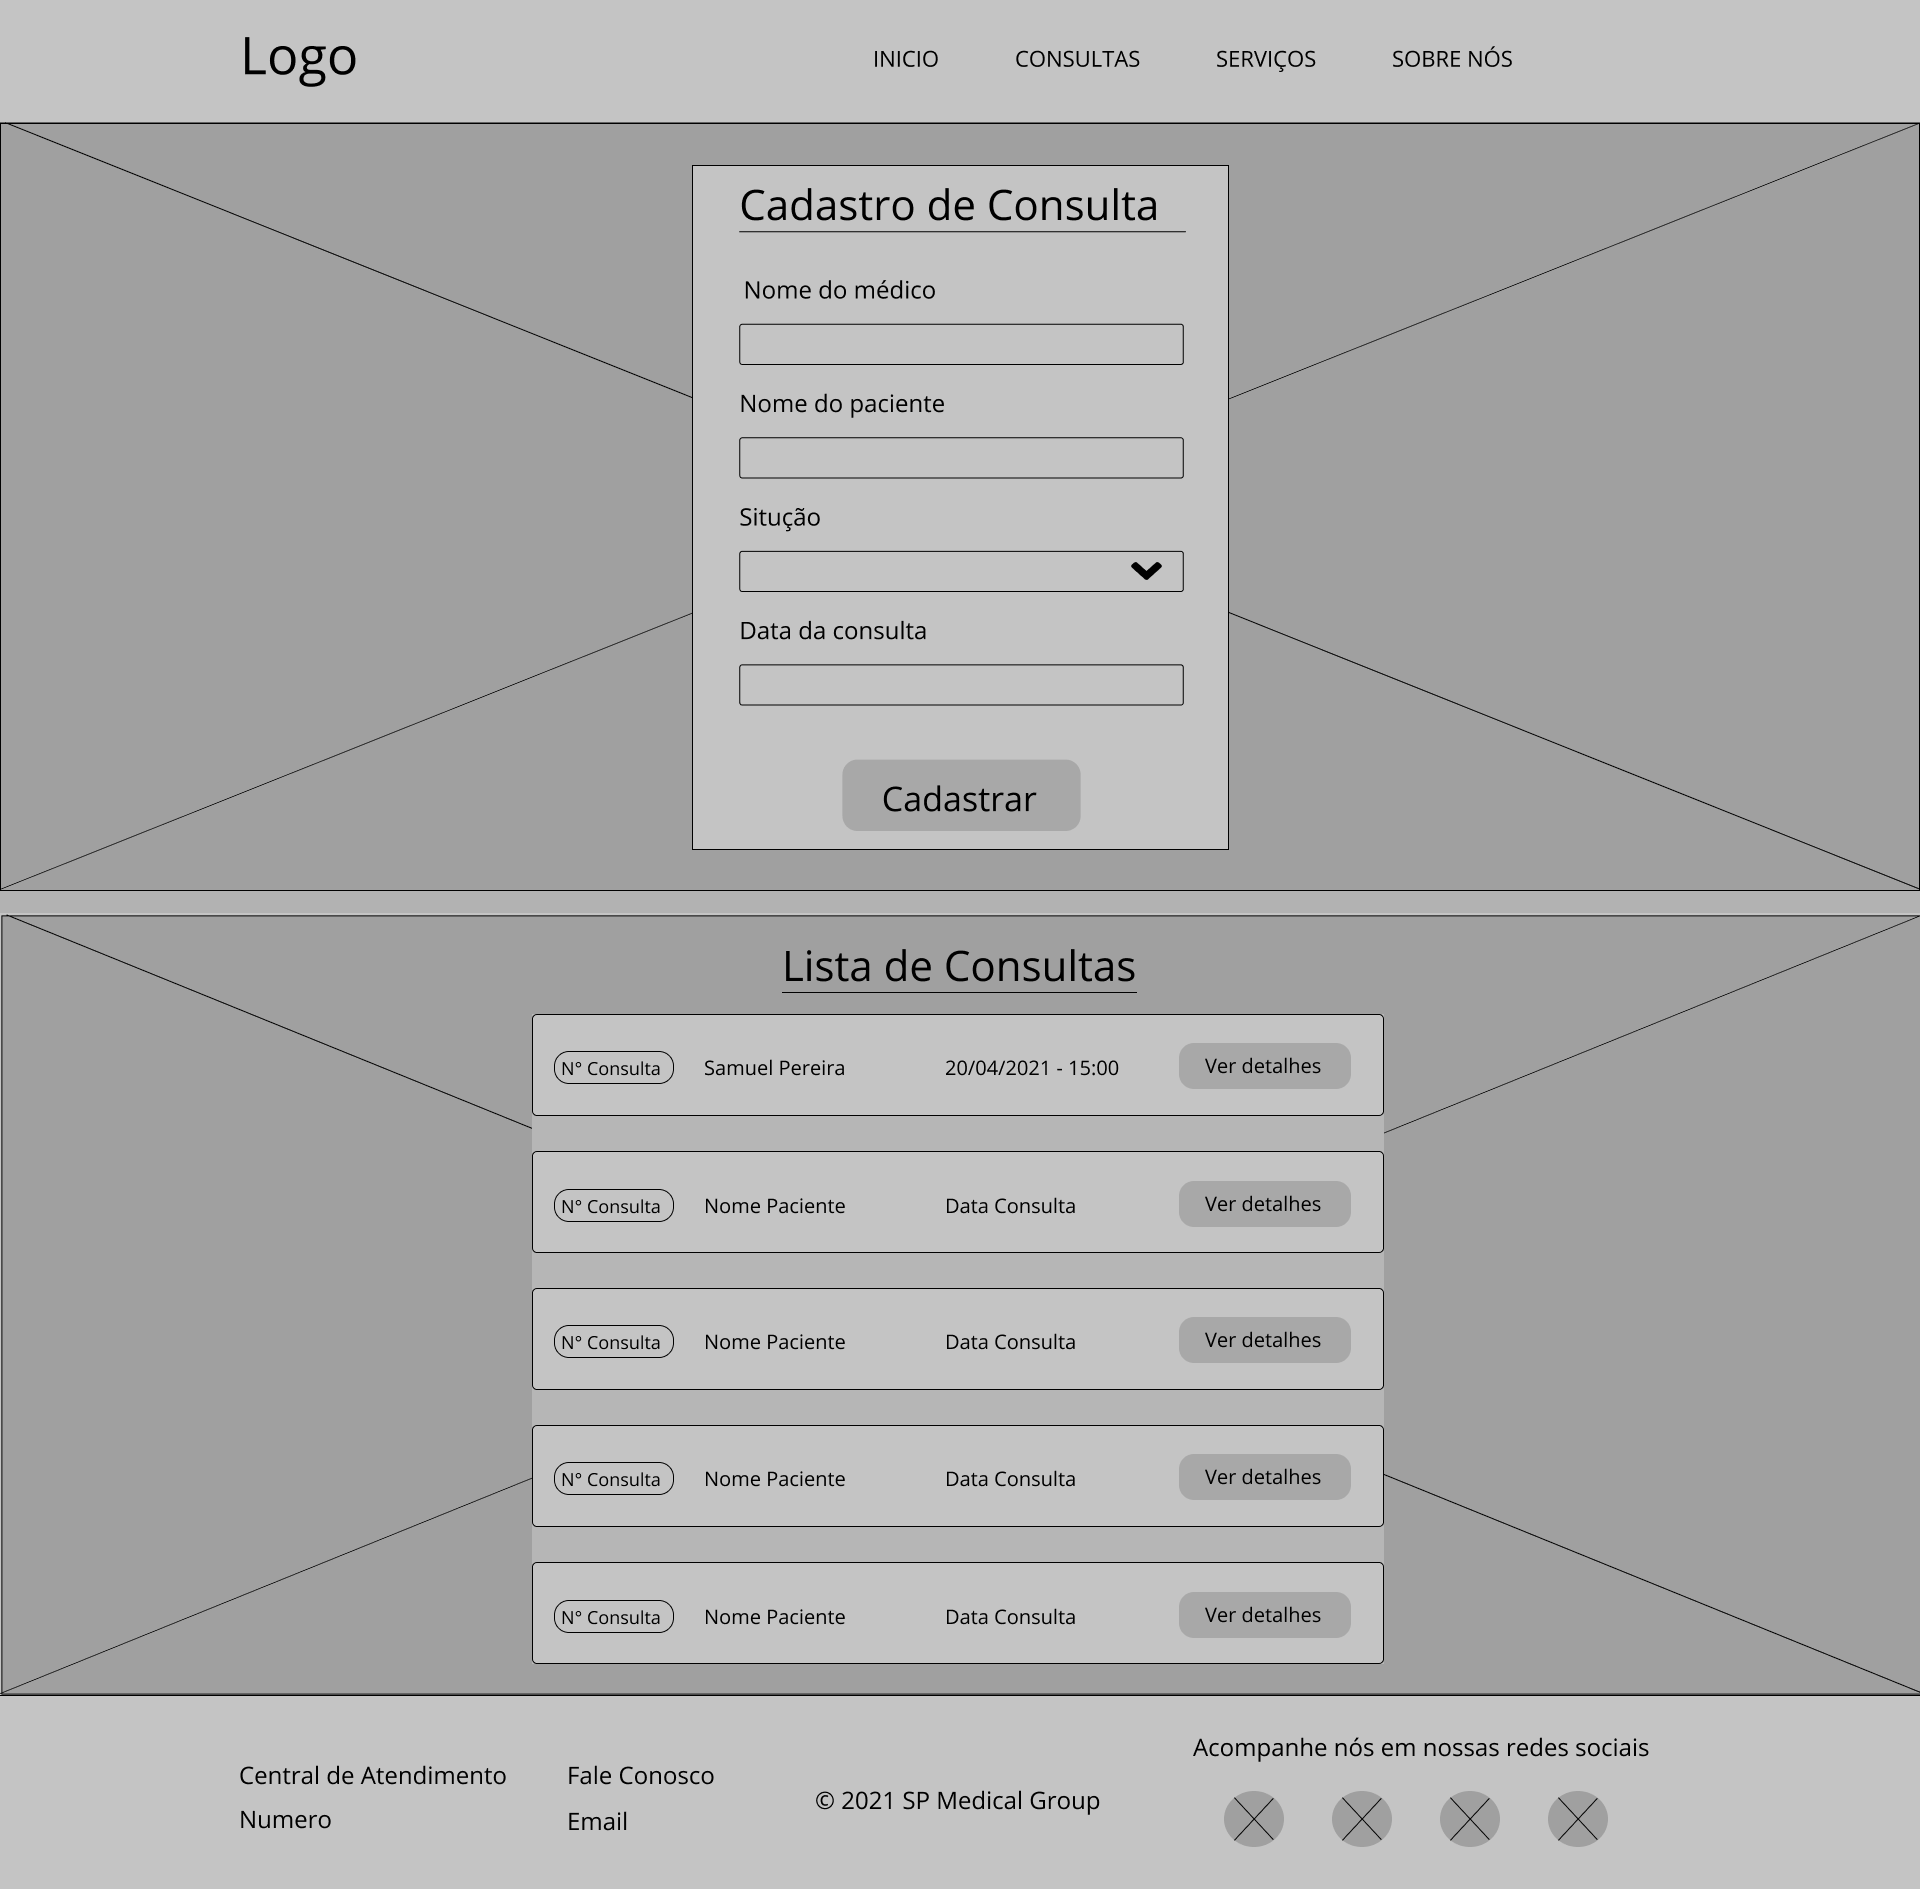 Logo
INICIO
CONSULTAS
SERVIÇOS
SOBRE NÓS
Cadastro de Consulta
Nome do médico
Nome do paciente
Situção
Data da consulta
Cadastrar
Lista de Consultas
N° Consulta
Samuel Pereira
20/04/2021 - 15:00
Ver detalhes
N° Consulta
Nome Paciente
Data Consulta
Ver detalhes
N° Consulta
Nome Paciente
Data Consulta
Ver detalhes
N° Consulta
Nome Paciente
Data Consulta
Ver detalhes
N° Consulta
Nome Paciente
Data Consulta
Ver detalhes
Central de Atendimento
Numero
Fale Conosco
Email
© 2021 SP Medical Group
Acompanhe nós em nossas redes sociais